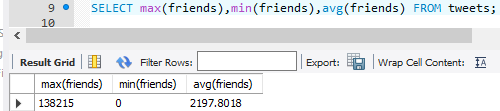 9 SELECT max(friends),min(friends),avg(friends) FROM tweets;
10
Result Grid Filter Rows: Export: Wrap Cell Content: IA
max(friends) min(friends) avg(friends)
138215 0 2197.8018